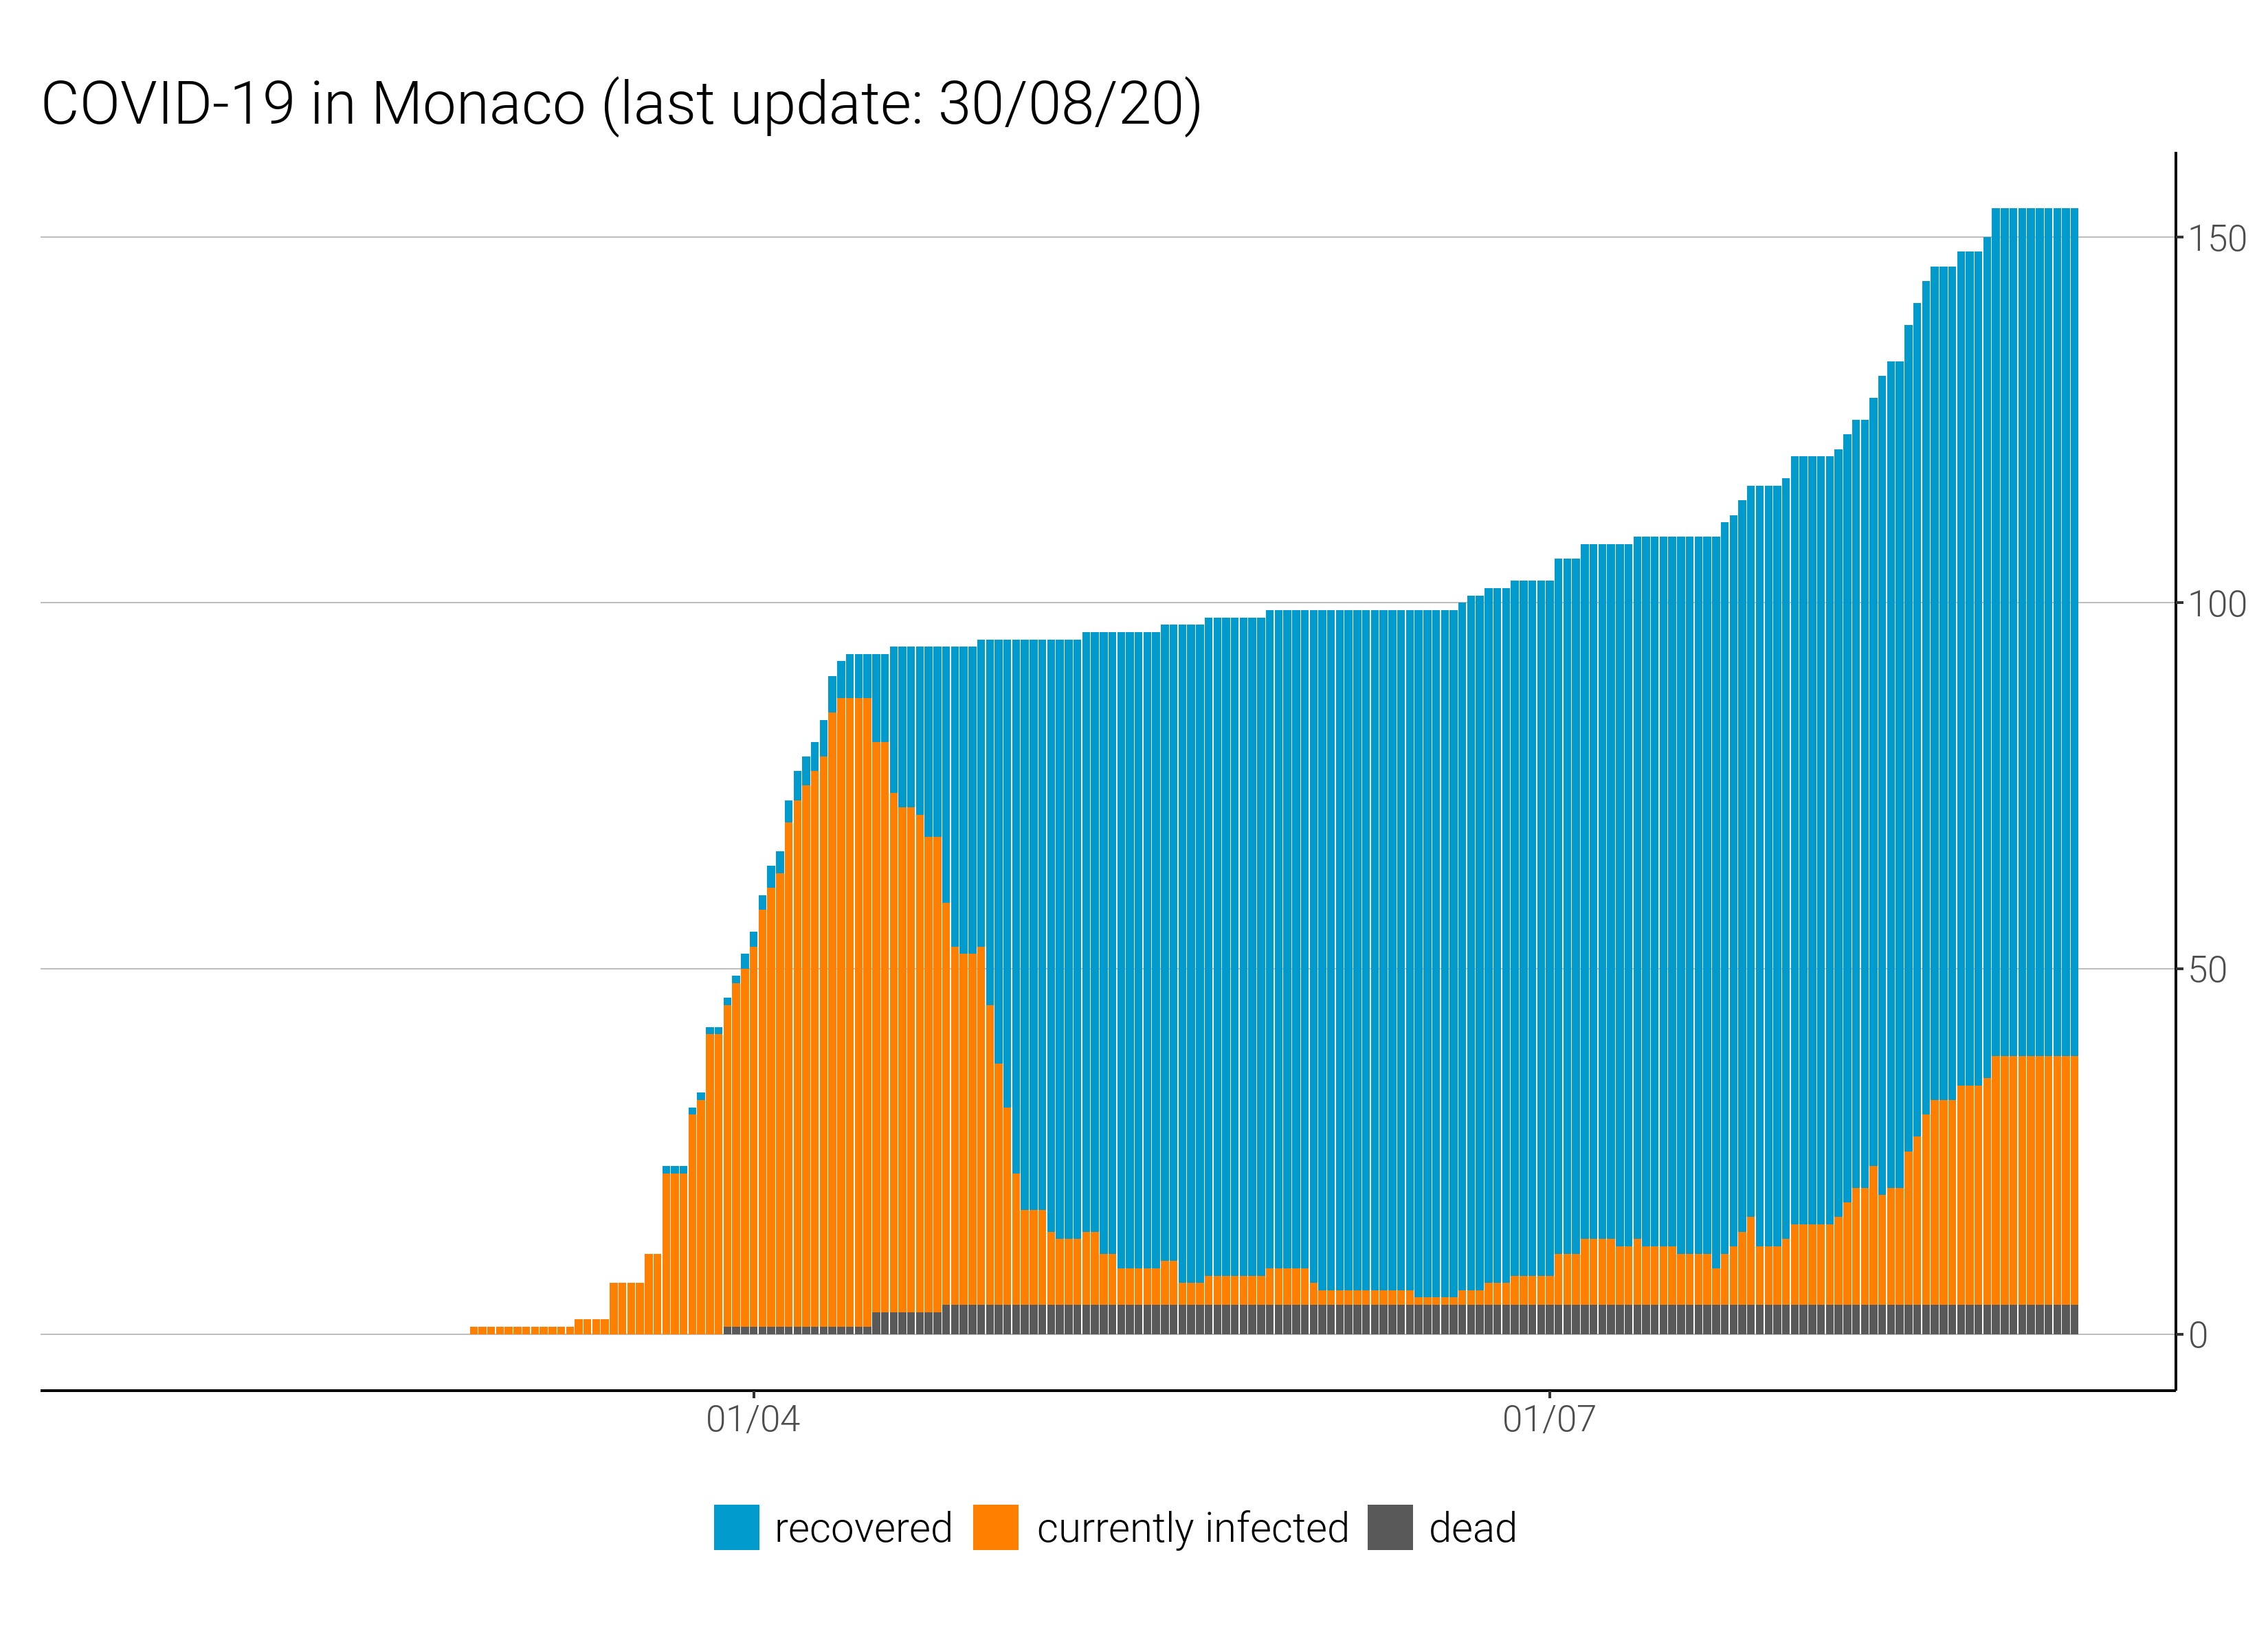 COVID-19 in Monaco (last update: 30/08/20)
150
100
50
0
01/04 01/07
recovered currently infected dead